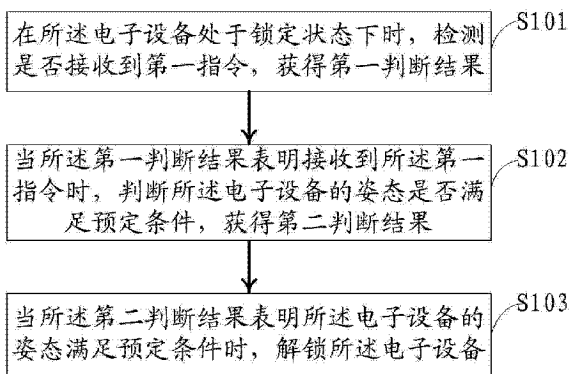 在所述电子设备处于锁定状态下时，检测
是否接收到第一指令，获得第一判断结果
S101
当所述第一判断结果表明接收到所述第一
指令时，判断所述电子设备的姿态是否满
足预定条件，获得第二判断结果
S102
当所述第二判断结果表明所述电子设备的
姿态满足预定条件时，解锁所述电子设备
S103